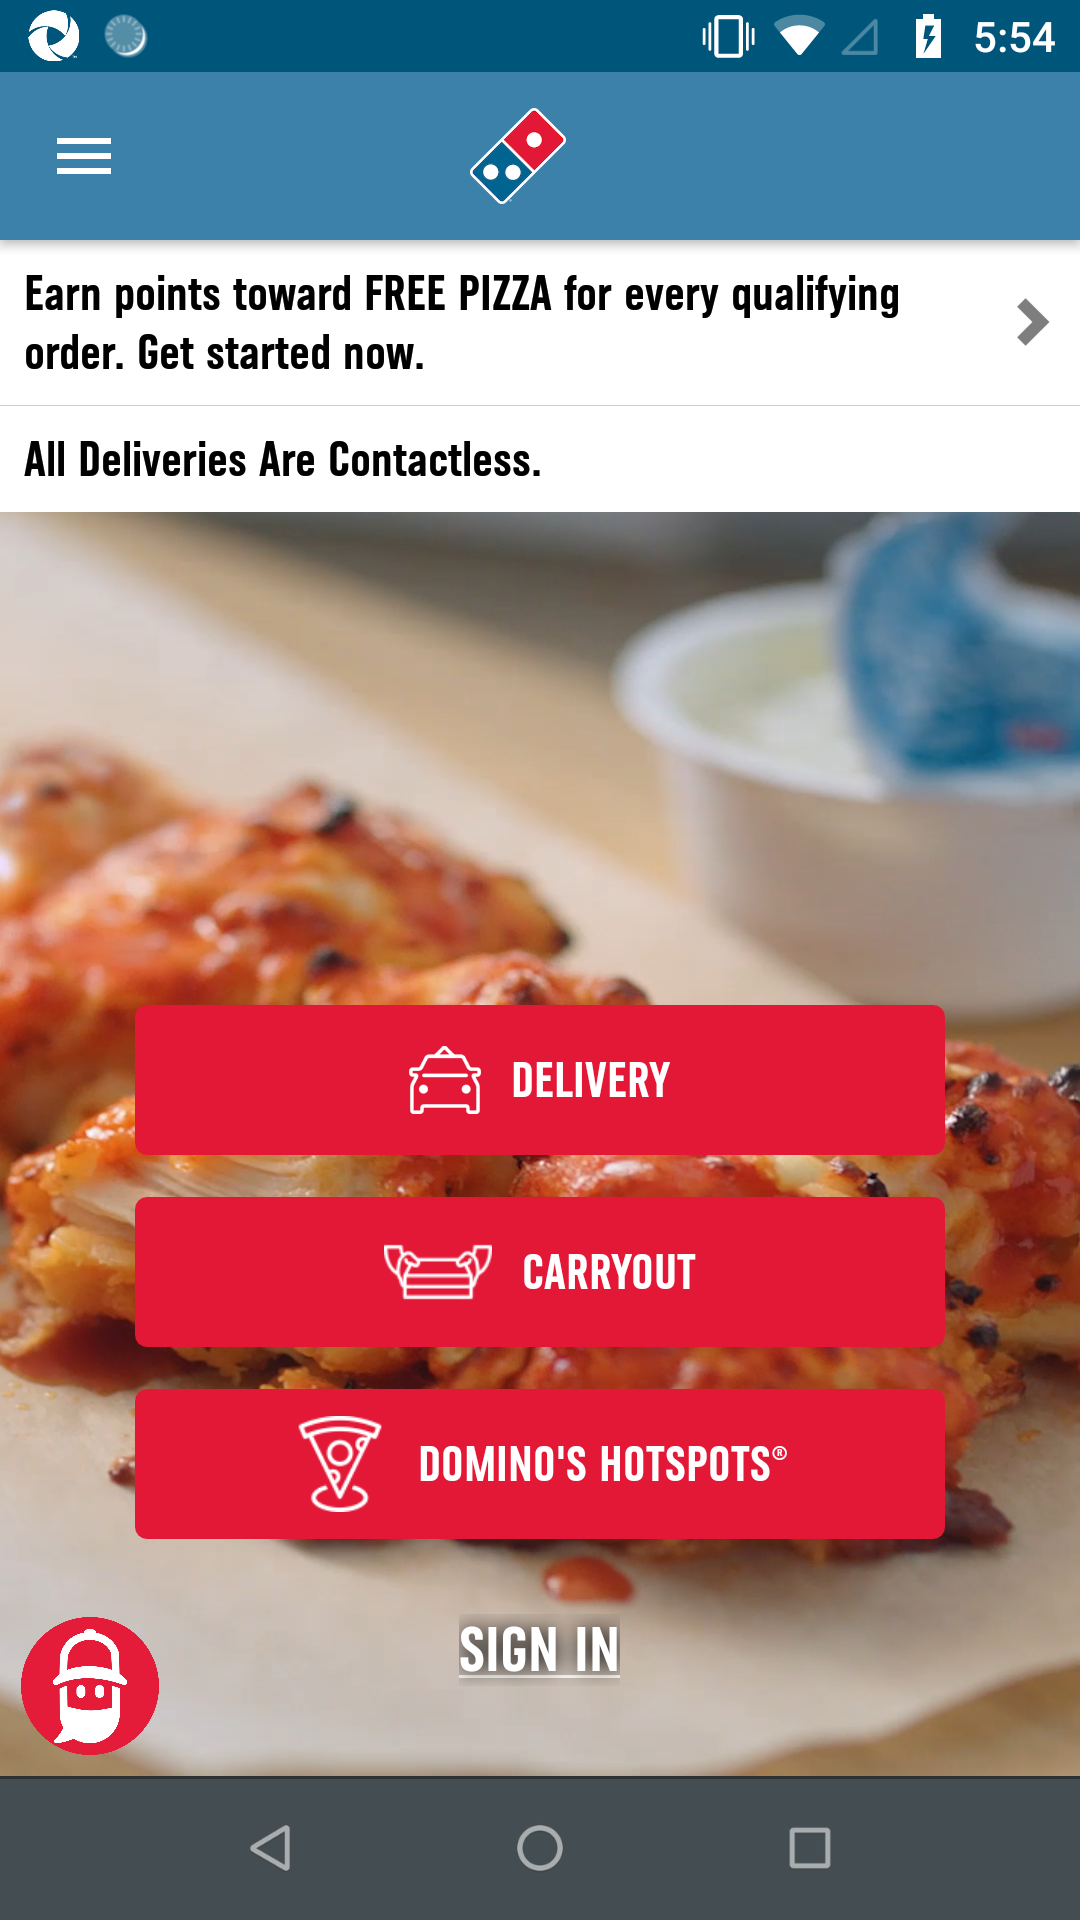 5:54
Earn points toward FREE PIZZA for every qualifying
order. Get started now.
All Deliveries Are Contactless.
DELIVERY
CARRYOUT
DOMINO'S HOTSPOTS®
SIGN IN